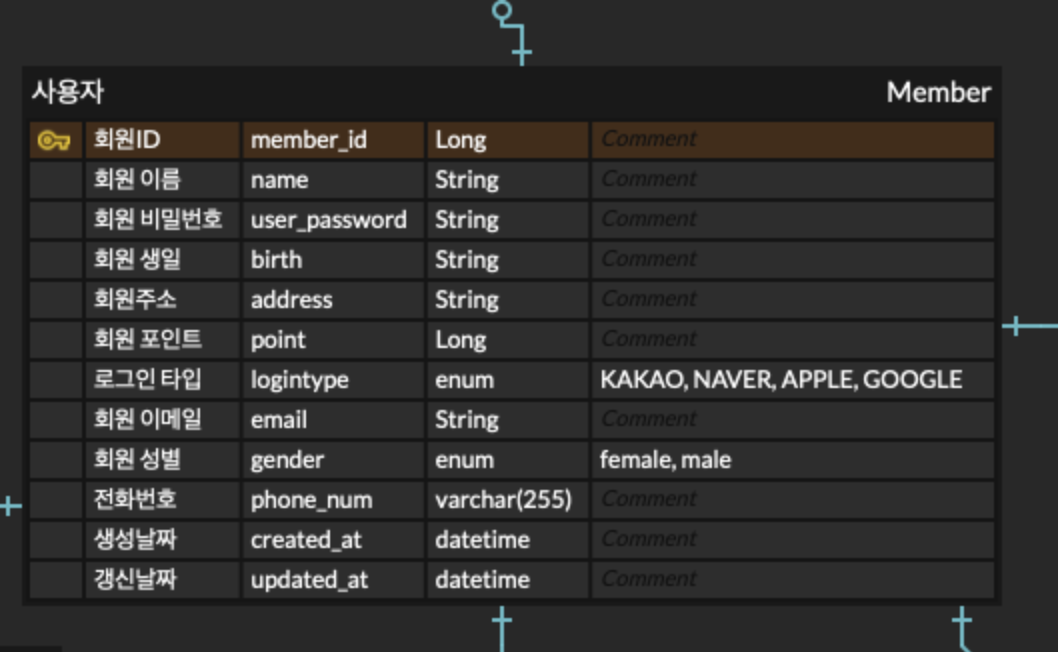 사용자 Member
회원ID member_id Long Comment
회원 이름 name String Comment
회원 비밀번호 user_password String Comment
회원 생일 birth String Comment
회원주소 address String Comment
회원 포인트 point Long Comment
로그인 타입 logintype enum KAKAO, NAVER, APPLE, GOOGLE
회원 이메일 email String Comment
회원 성별 gender enum female, male
전화번호 phone_num varchar(255) Comment
생성날짜 created_at datetime Comment
갱신날짜 updated_at datetime Comment